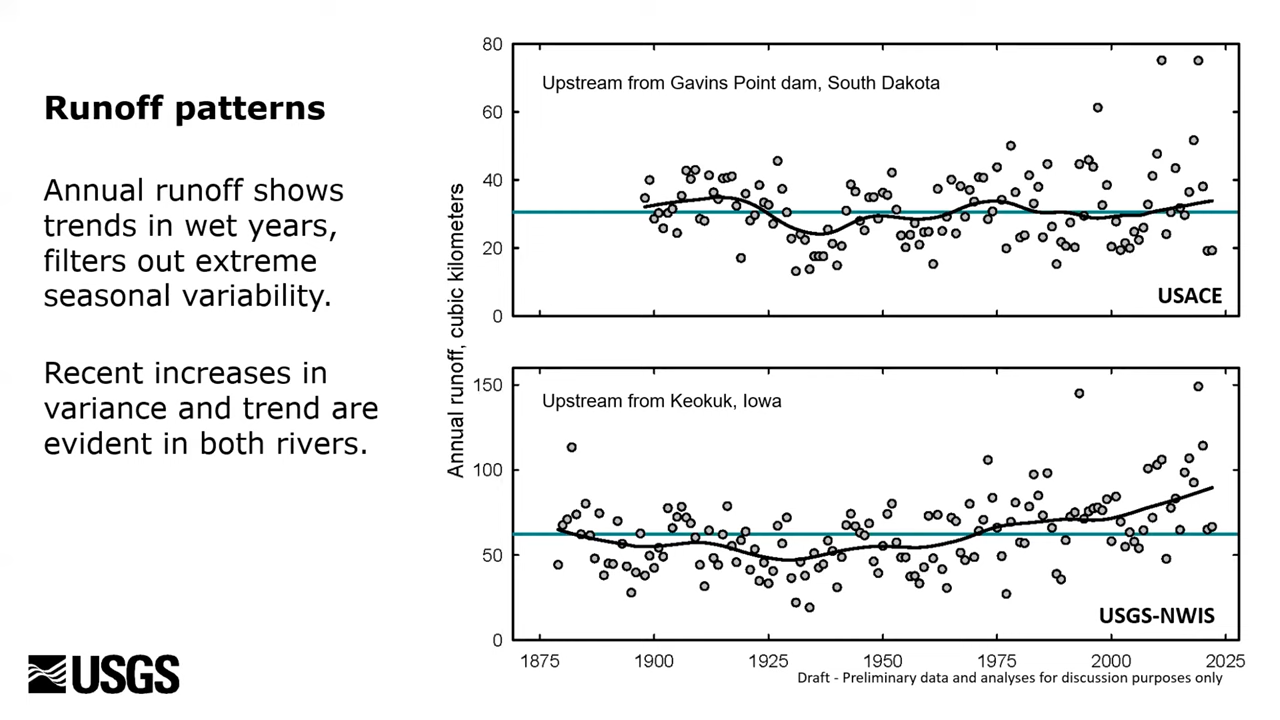 Runoff patterns
Annual runoff shows
trends in wet years,
filters out extreme
seasonal variability.
Recent increases in
variance and trend are
evident in both rivers.
USGS
Annual runoff, cubic kilometers
80
60
40
20
0
Upstream from Gavins Point dam, South Dakota
USACE
150
100
50
0
Upstream from Keokuk, Iowa
USGS-NWIS
1875 1900 1925 1950 1975 2000 2025
Draft - Preliminary data and analyses for discussion purposes only